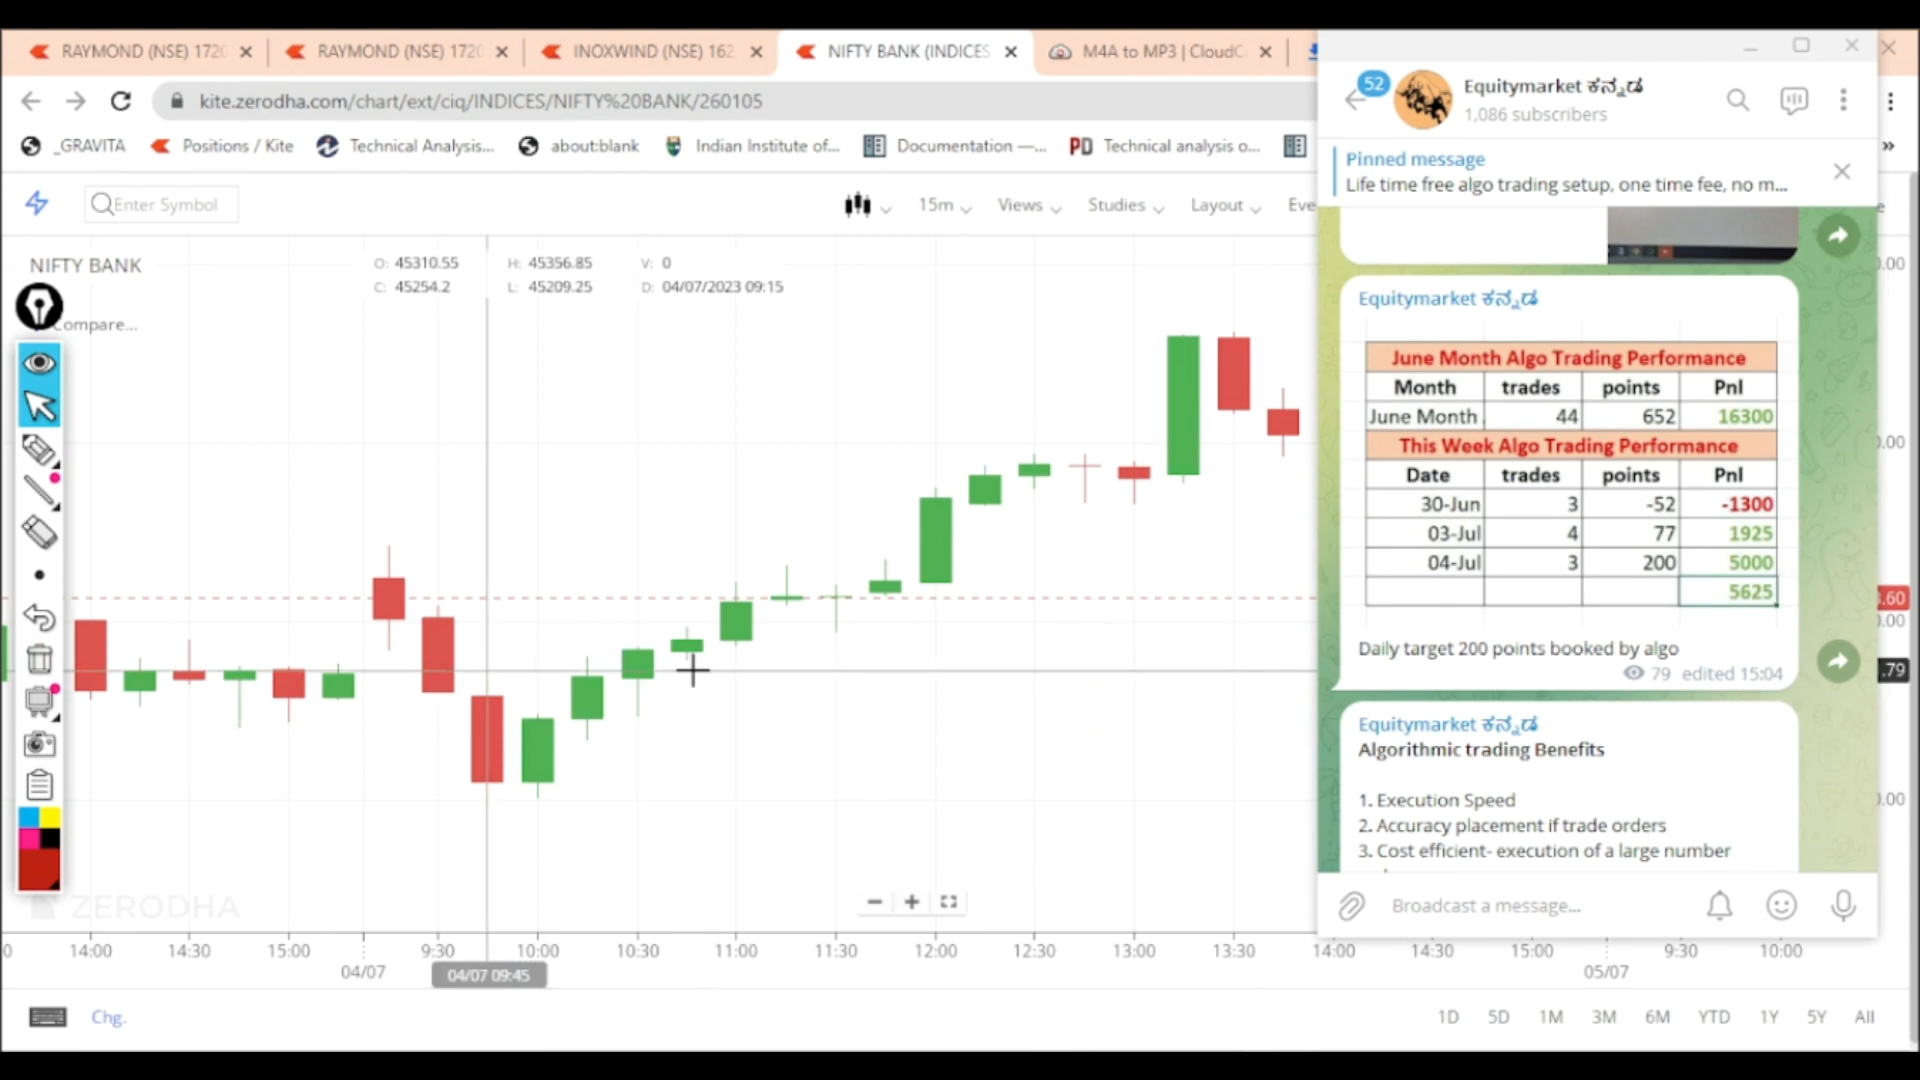 RAYMOND (NSE) 172
RAYMOND (NSE) 172
INOXWIND (NSE) 162
NIFTY BANK (INDICES
M4A to MP3 | CloudC
kite.zerodha.com/chart/ext/ciq/INDICES/NIFTY%20BANK/260105
_GRAVITA
Positions / Kite
Technical Analysis...
about:blank
Indian Institute of...
Documentation —...
Technical analysis o...
»
Enter Symbol
15m
Views
Studies
Layout
Eve
NIFTY BANK
O: 45310.55
H: 45356.85
V: 0
C: 45254.2
L: 45209.25
D: 04/07/2023 09:15
Compare...
ZERODHA
14:00
14:30
15:00
9:30
10:00
10:30
11:00
11:30
12:00
12:30
13:00
13:30
14:00
14:30
15:00
9:30
10:00
04/07
04/07 09:45
05/07
Chg.
1D
5D
1M
3M
6M
YTD
1Y
5Y
All
.60
.79
52
Equitymarket ಕನ್ನಡ
1,086 subscribers
Pinned message
Life time free algo trading setup, one time fee, no m...
Equitymarket ಕನ್ನಡ
June Month Algo Trading Performance
Month trades points Pnl
June Month 44 652 16300
This Week Algo Trading Performance
Date trades points Pnl
30-Jun 3 -52 -1300
03-Jul 4 77 1925
04-Jul 3 200 5000
5625
Daily target 200 points booked by algo
79 edited 15:04
Equitymarket ಕನ್ನಡ
Algorithmic trading Benefits
1. Execution Speed
2. Accuracy placement if trade orders
3. Cost efficient- execution of a large number
Broadcast a message...